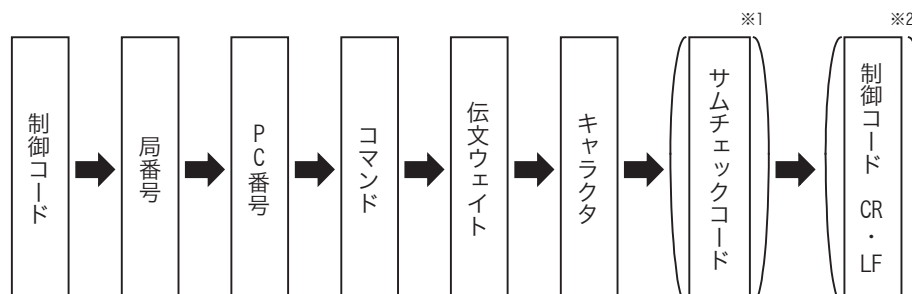 制御コード
局番号
PC番号
コマンド
伝文ウェイト
キャラクタ
※1
サムチェックコード
※2
制御コード CR・LF